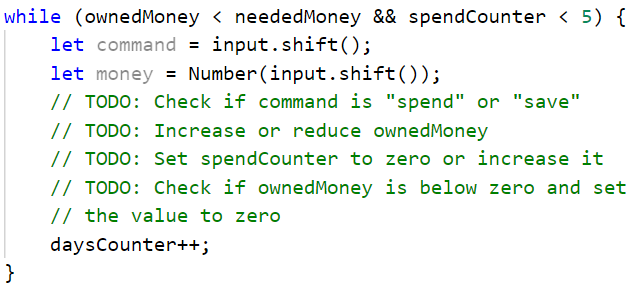 while (ownedMoney < neededMoney && spendCounter < 5) {
    let command = input.shift();
    let money = Number(input.shift());
    // TODO: Check if command is "spend" or "save"
    // TODO: Increase or reduce ownedMoney
    // TODO: Set spendCounter to zero or increase it
    // TODO: Check if ownedMoney is below zero and set
    // the value to zero
    daysCounter++;
}